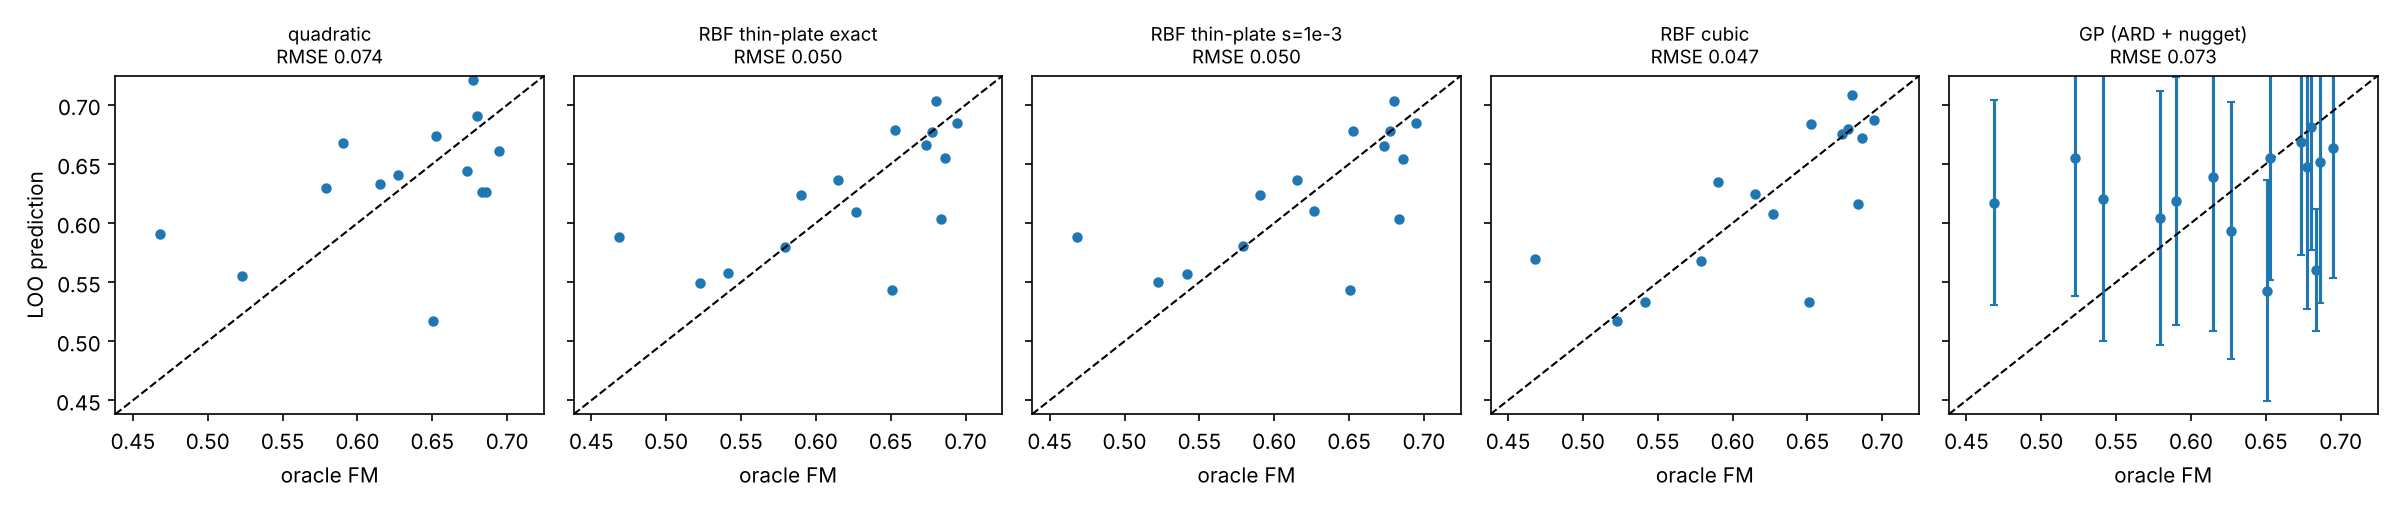 quadratic
RMSE 0.074
RBF thin-plate exact
RMSE 0.050
RBF thin-plate s=1e-3
RMSE 0.050
RBF cubic
RMSE 0.047
GP (ARD + nugget)
RMSE 0.073
LOO prediction
0.70
0.65
0.60
0.55
0.50
0.45
0.45 0.50 0.55 0.60 0.65 0.70
oracle FM
0.45 0.50 0.55 0.60 0.65 0.70
oracle FM
0.45 0.50 0.55 0.60 0.65 0.70
oracle FM
0.45 0.50 0.55 0.60 0.65 0.70
oracle FM
0.45 0.50 0.55 0.60 0.65 0.70
oracle FM